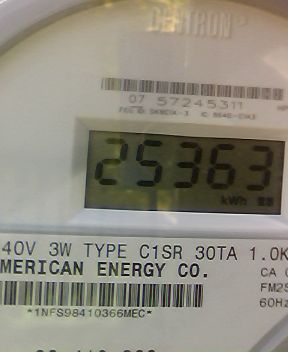 CENTRON
07 57245311
25363
kWh
40V 3W TYPE C1SR 30TA 1.0K
MERICAN ENERGY CO.
CA
FM2S
60Hz
*1NFS98410366MEC*